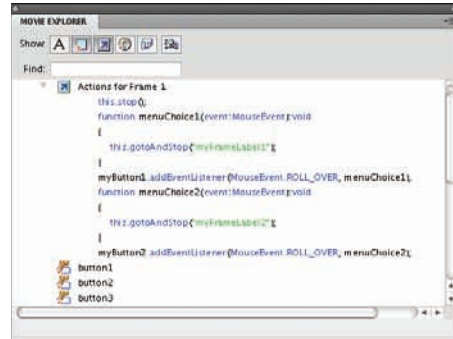 MOVIE EXPLORER
Show: A
Find:
Actions for Frame 1
this.stop();
function menuChoice1(event:MouseEvent):void
{
this.gotoAndStop("myFrameLabel1");
}
myButton1.addEventListener(MouseEvent.ROLL_OVER, menuChoice1);
function menuChoice2(event:MouseEvent):void
{
this.gotoAndStop("myFrameLabel2");
}
myButton2.addEventListener(MouseEvent.ROLL_OVER, menuChoice2);
button1
button2
button3